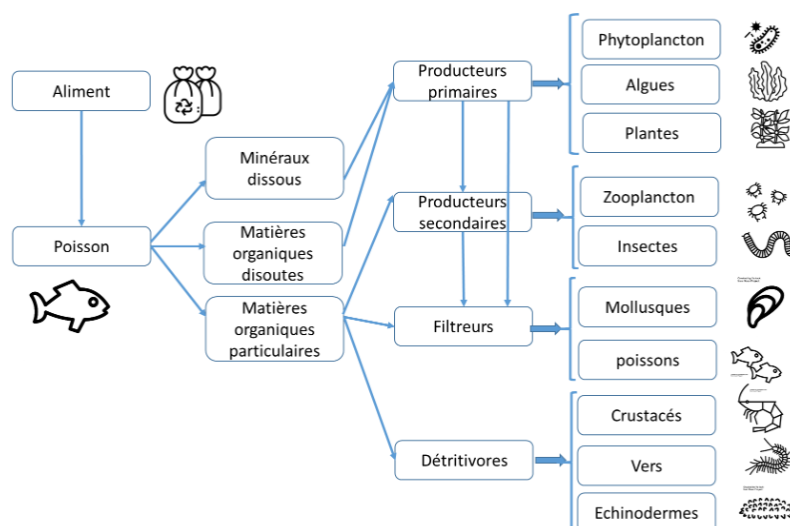 Aliment
Poisson
Minéraux
dissous
Matières
organiques
disoutes
Matières
organiques
particulaires
Producteurs
primaires
Producteurs
secondaires
Filtreurs
Détritivores
Phytoplancton
Algues
Plantes
Zooplancton
Insectes
Mollusques
poissons
Crustacés
Vers
Echinodermes